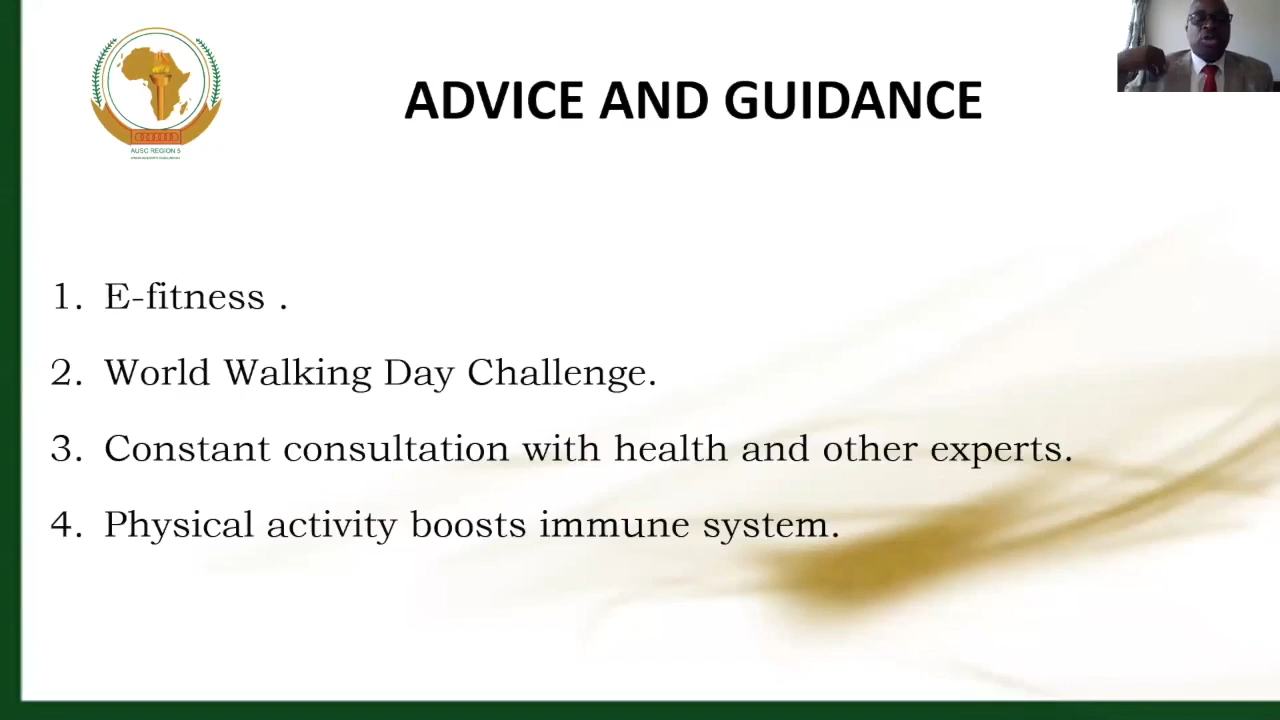 ADVICE AND GUIDANCE
AUSC REGION 5
1. E-fitness .
2. World Walking Day Challenge.
3. Constant consultation with health and other experts.
4. Physical activity boosts immune system.